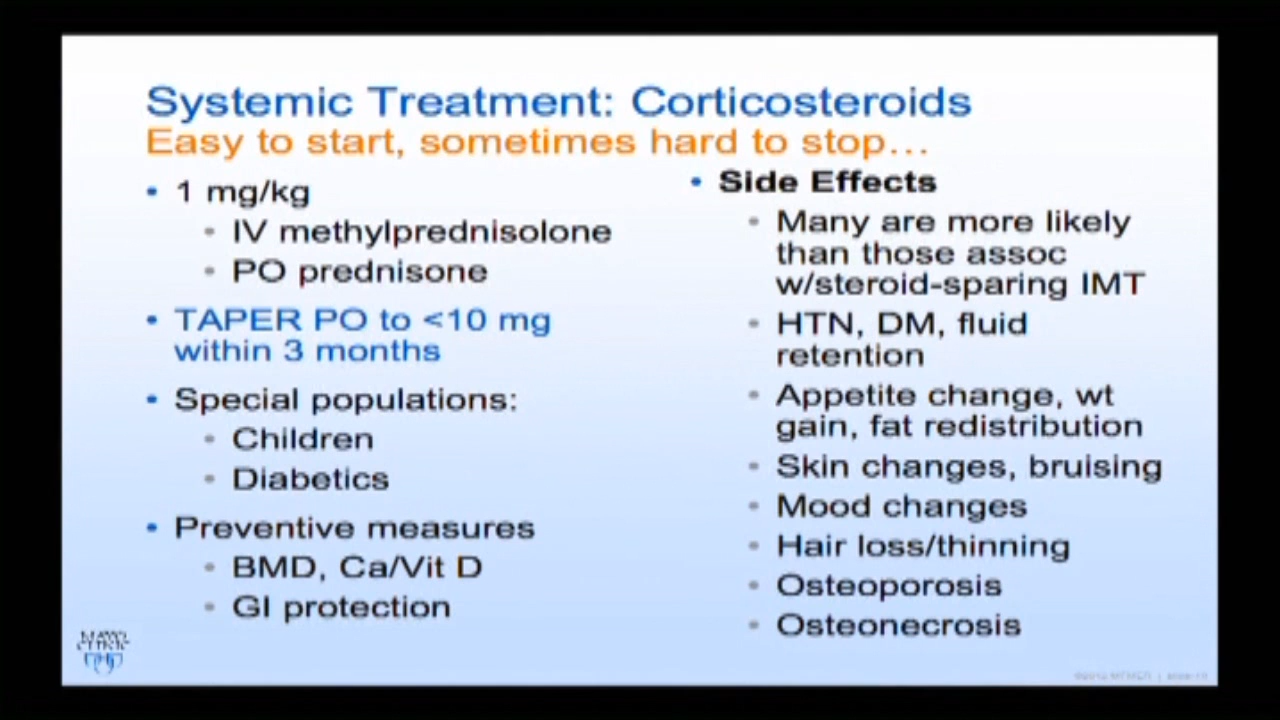 Systemic Treatment: Corticosteroids
Easy to start, sometimes hard to stop…
• 1 mg/kg
• IV methylprednisolone
• PO prednisone
• TAPER PO to <10 mg
within 3 months
• Special populations:
• Children
• Diabetics
• Preventive measures
• BMD, Ca/Vit D
• GI protection
• Side Effects
• Many are more likely
than those assoc
w/steroid-sparing IMT
• HTN, DM, fluid
retention
• Appetite change, wt
gain, fat redistribution
• Skin changes, bruising
• Mood changes
• Hair loss/thinning
• Osteoporosis
• Osteonecrosis
MAYO
CLINIC